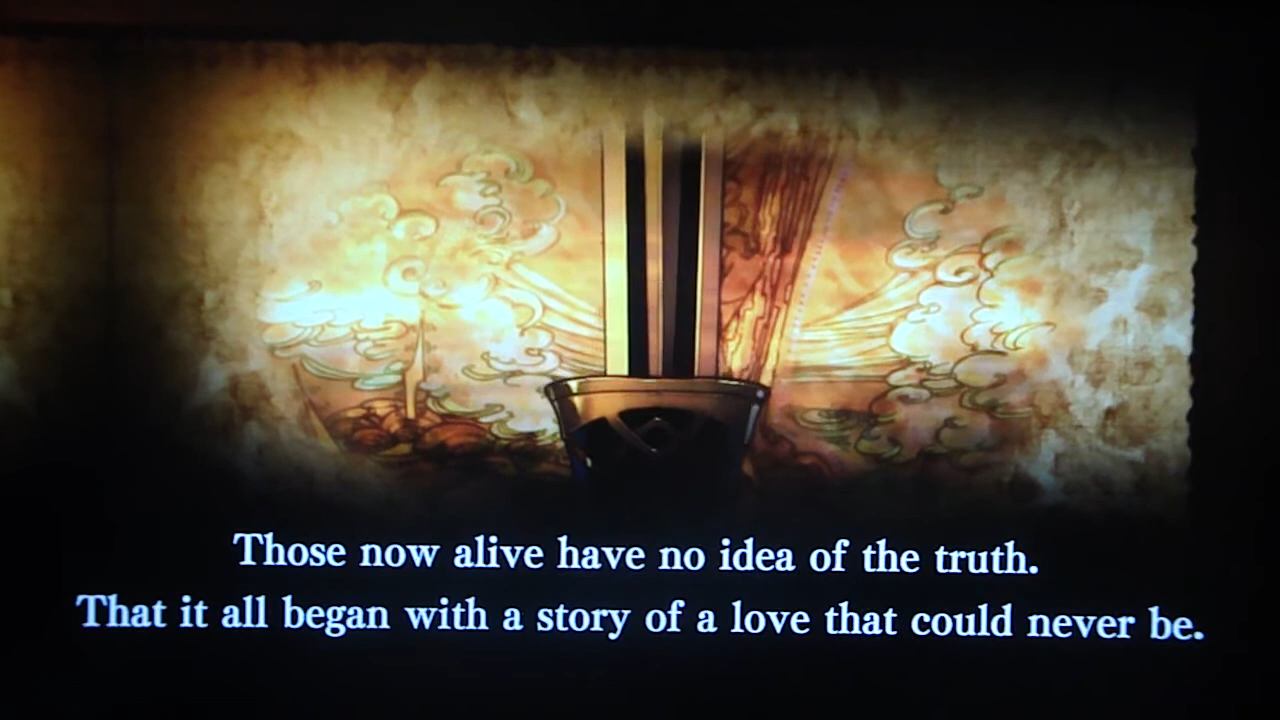 Those now alive have no idea of the truth.
That it all began with a story of a love that could never be.